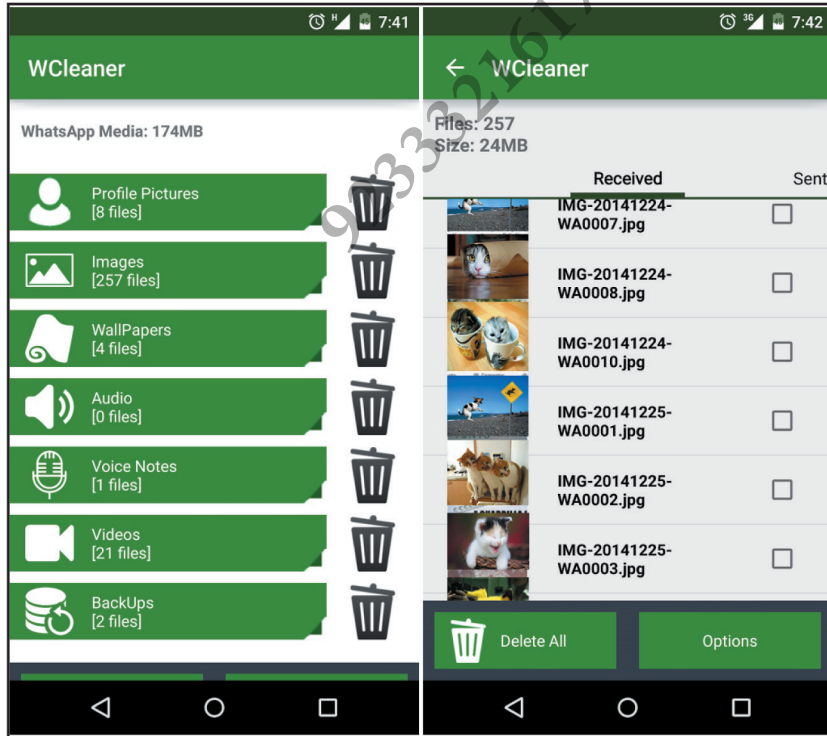 H 45 7:41
WCleaner
WhatsApp Media: 174MB
Profile Pictures
[8 files]
Images
[257 files]
WallPapers
[4 files]
Audio
[0 files]
Voice Notes
[1 files]
Videos
[21 files]
BackUps
[2 files]
3G 45 7:42
WCleaner
Files: 257
Size: 24MB
Received Sent
IMG-20141224-
WA0007.jpg
IMG-20141224-
WA0008.jpg
IMG-20141224-
WA0010.jpg
IMG-20141225-
WA0001.jpg
IMG-20141225-
WA0002.jpg
IMG-20141225-
WA0003.jpg
Delete All
Options